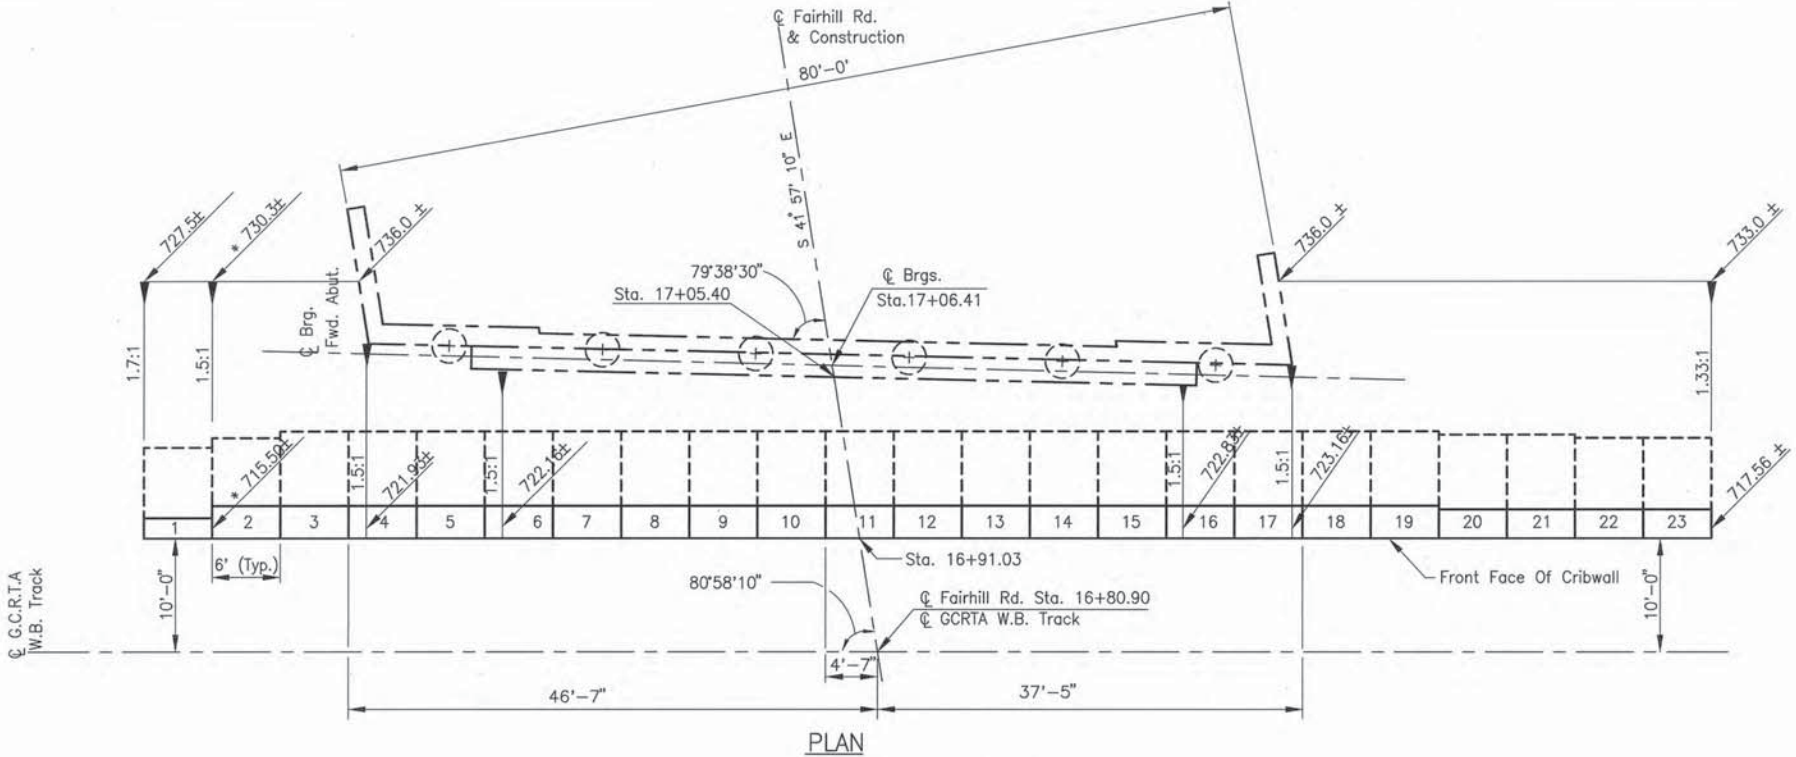 ℄ Fairhill Rd.
& Construction
80'-0'
S 41° 57' 10" E
727.5±
* 730.3±
736.0 ±
736.0 ±
733.0 ±
79°38'30"
℄ Brgs.
Sta. 17+05.40
Sta.17+06.41
℄ Brg.
Fwd. Abut.
1.7:1
1.5:1
1.33:1
* 715.50±
1.5:1
721.93±
1.5:1
722.16±
1.5:1
722.83±
1.5:1
723.16±
717.56 ±
1 2 3 4 5 6 7 8 9 10 11 12 13 14 15 16 17 18 19 20 21 22 23
6' (Typ.)
Sta. 16+91.03
Front Face Of Cribwall
10'-0"
10'-0"
80°58'10"
℄ Fairhill Rd. Sta. 16+80.90
℄ GCRTA W.B. Track
℄ G.C.R.T.A
W.B. Track
4'-7"
46'-7"
37'-5"
PLAN